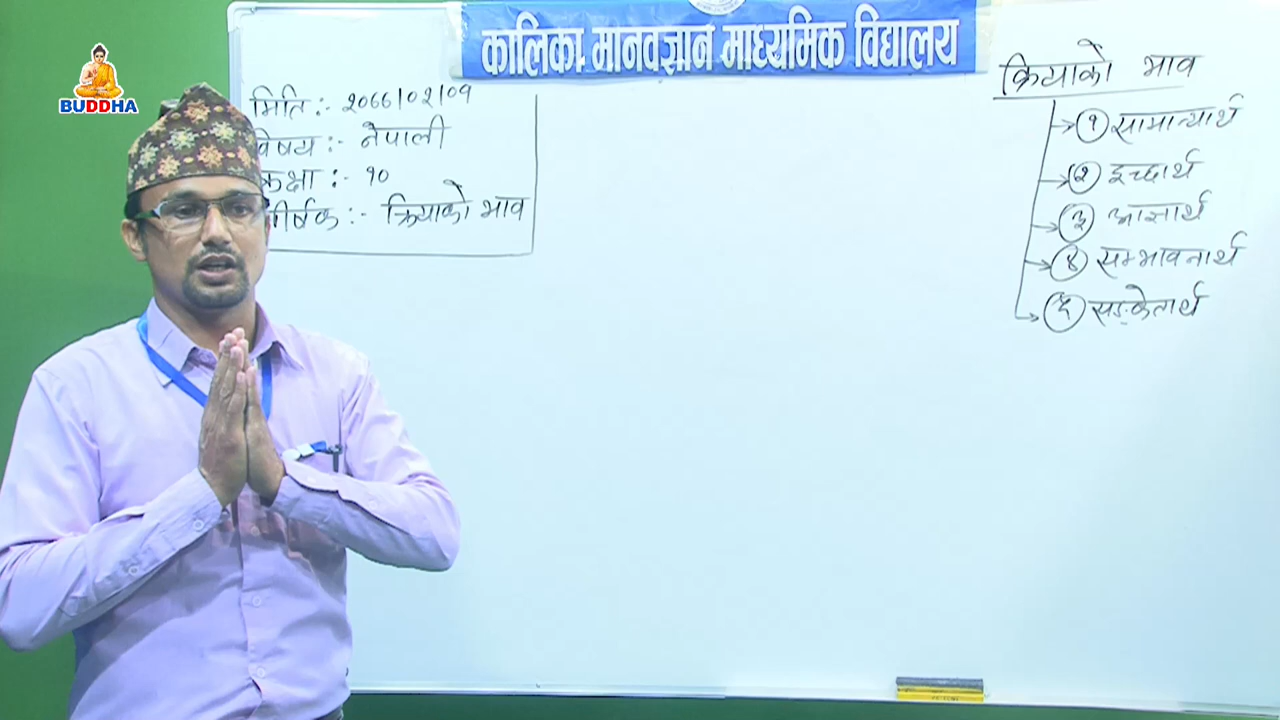 BUDDHA
कालिका मानवज्ञान माध्यमिक विद्यालय
मिति :- २०७७/०२/०१
विषय :- नेपाली
कक्षा :- १०
शीर्षक :- क्रियाको भाव
क्रियाको भाव
१ सामान्यार्थ
२ इच्छार्थ
३ आज्ञार्थ
४ सम्भावनार्थ
५ सङ्केतार्थ